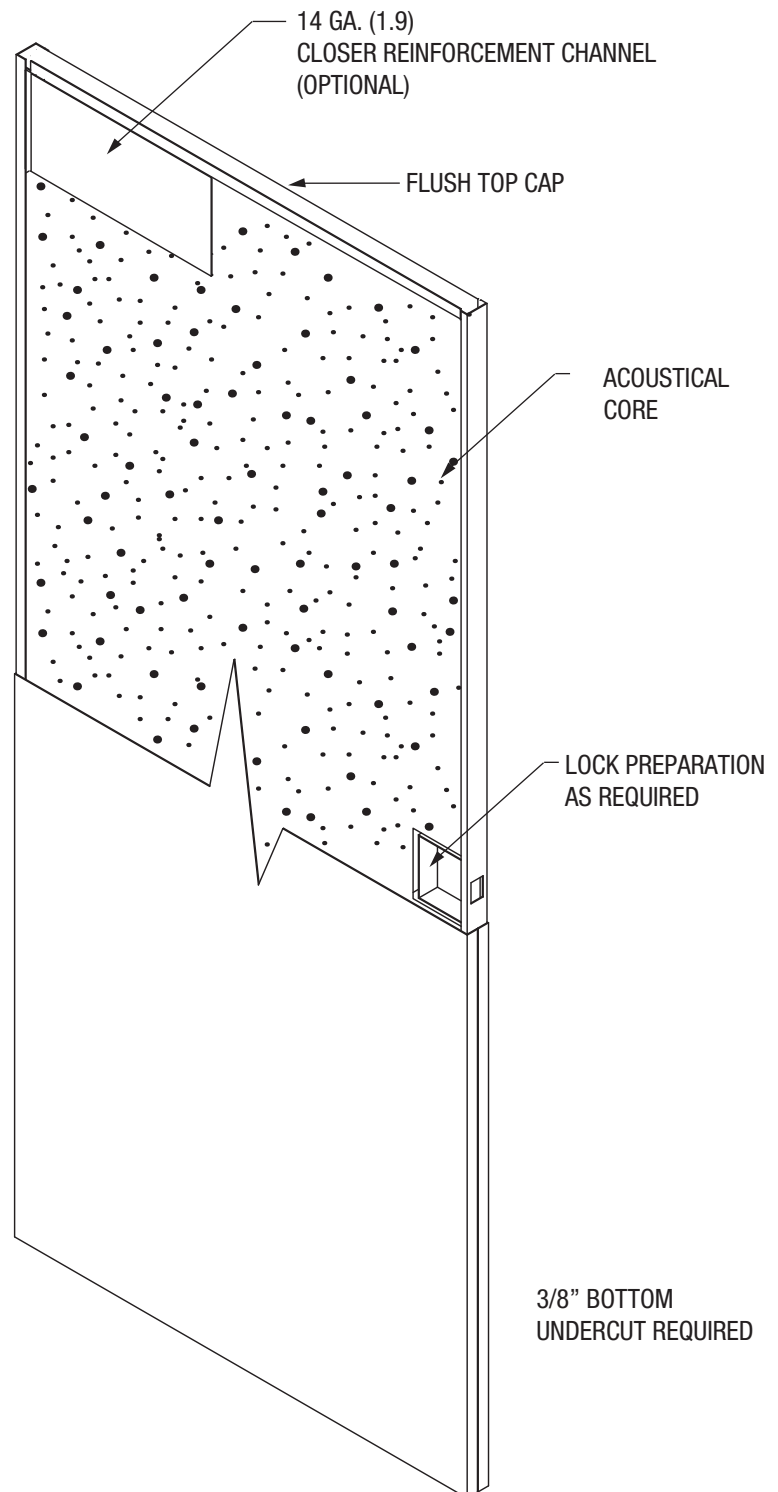 14 GA. (1.9)
CLOSER REINFORCEMENT CHANNEL
(OPTIONAL)
FLUSH TOP CAP
ACOUSTICAL
CORE
LOCK PREPARATION
AS REQUIRED
3/8” BOTTOM
UNDERCUT REQUIRED